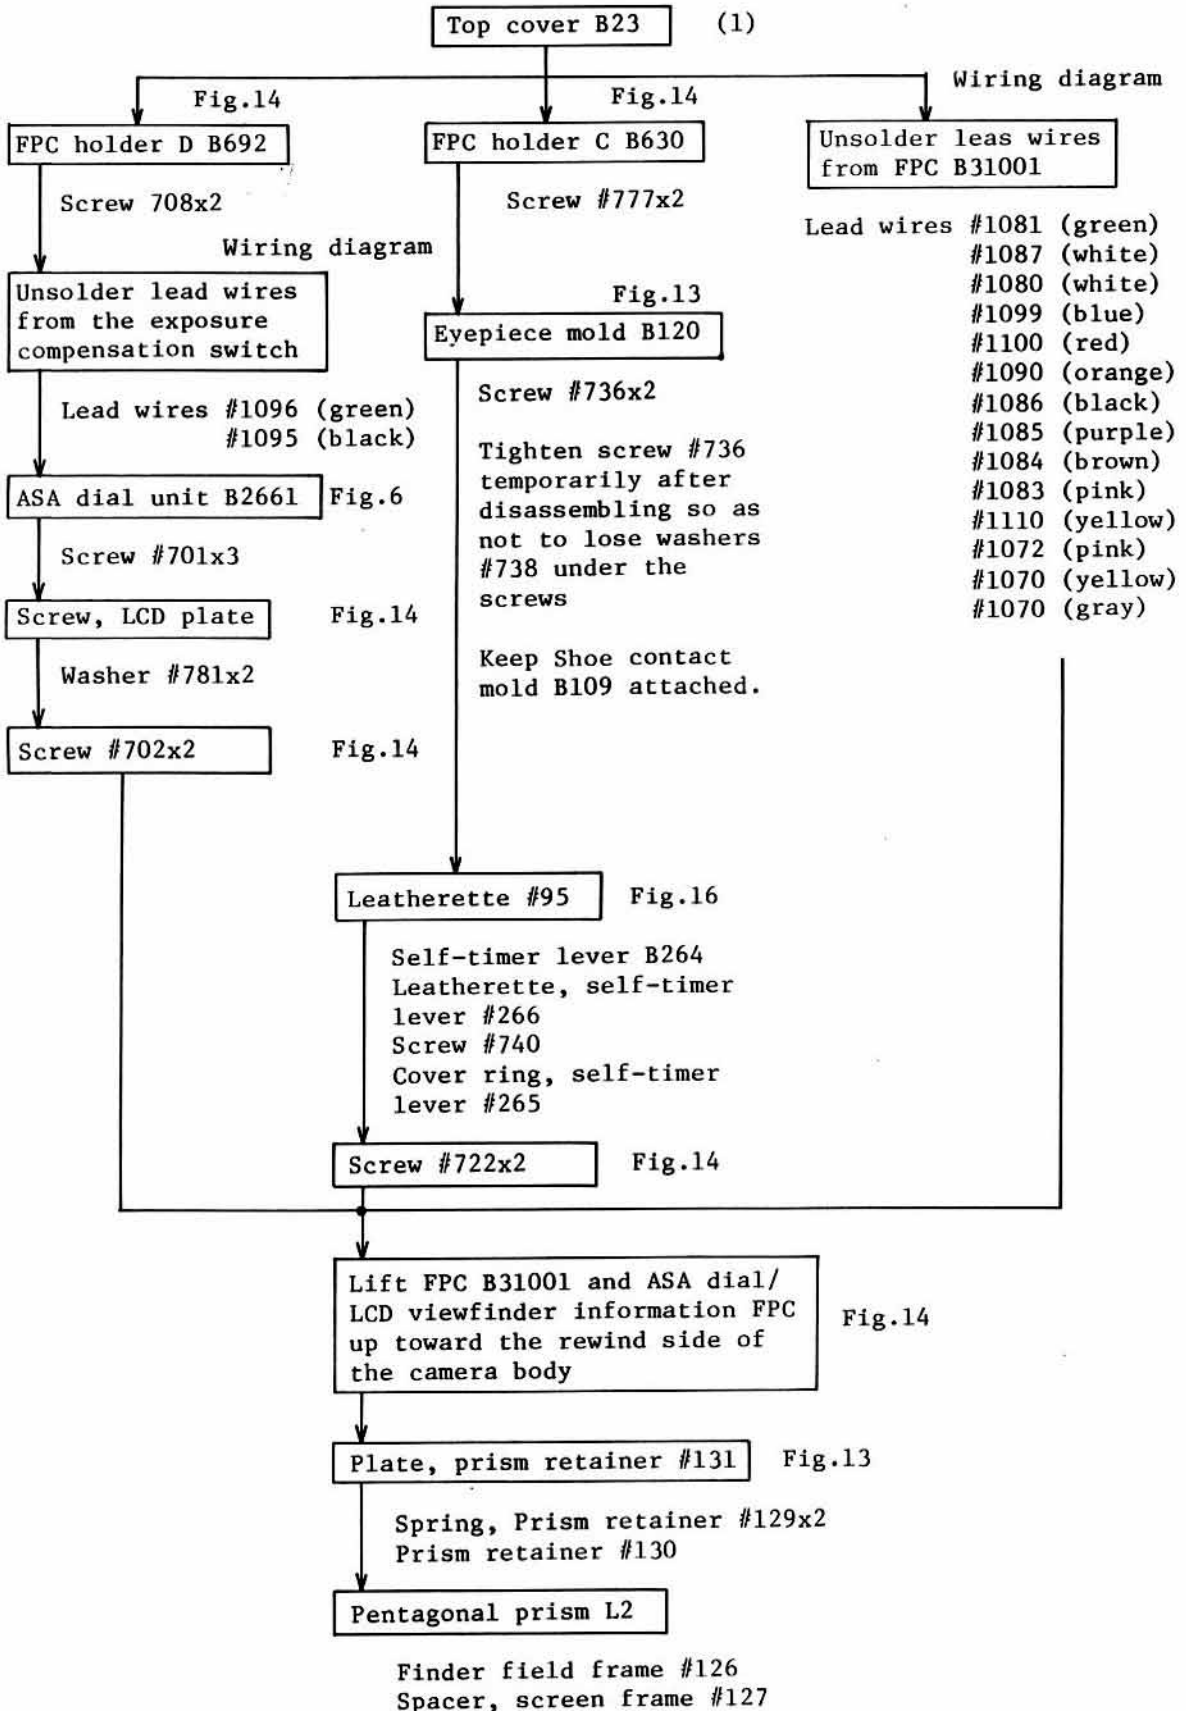 Top cover B23 (1)
Wiring diagram
Fig.14
Fig.14
FPC holder D B692
FPC holder C B630
Unsolder leas wires
from FPC B31001
Screw 708x2
Screw #777x2
Lead wires #1081 (green)
#1087 (white)
#1080 (white)
#1099 (blue)
#1100 (red)
#1090 (orange)
#1086 (black)
#1085 (purple)
#1084 (brown)
#1083 (pink)
#1110 (yellow)
#1072 (pink)
#1070 (yellow)
#1070 (gray)
Wiring diagram
Unsolder lead wires
from the exposure
compensation switch
Lead wires #1096 (green)
#1095 (black)
ASA dial unit B2661 Fig.6
Screw #701x3
Screw, LCD plate Fig.14
Washer #781x2
Screw #702x2 Fig.14
Fig.13
Eyepiece mold B120
Screw #736x2
Tighten screw #736
temporarily after
disassembling so as
not to lose washers
#738 under the
screws
Keep Shoe contact
mold B109 attached.
Leatherette #95 Fig.16
Self-timer lever B264
Leatherette, self-timer
lever #266
Screw #740
Cover ring, self-timer
lever #265
Screw #722x2 Fig.14
Lift FPC B31001 and ASA dial/
LCD viewfinder information FPC
up toward the rewind side of
the camera body
Fig.14
Plate, prism retainer #131 Fig.13
Spring, Prism retainer #129x2
Prism retainer #130
Pentagonal prism L2
Finder field frame #126
Spacer, screen frame #127